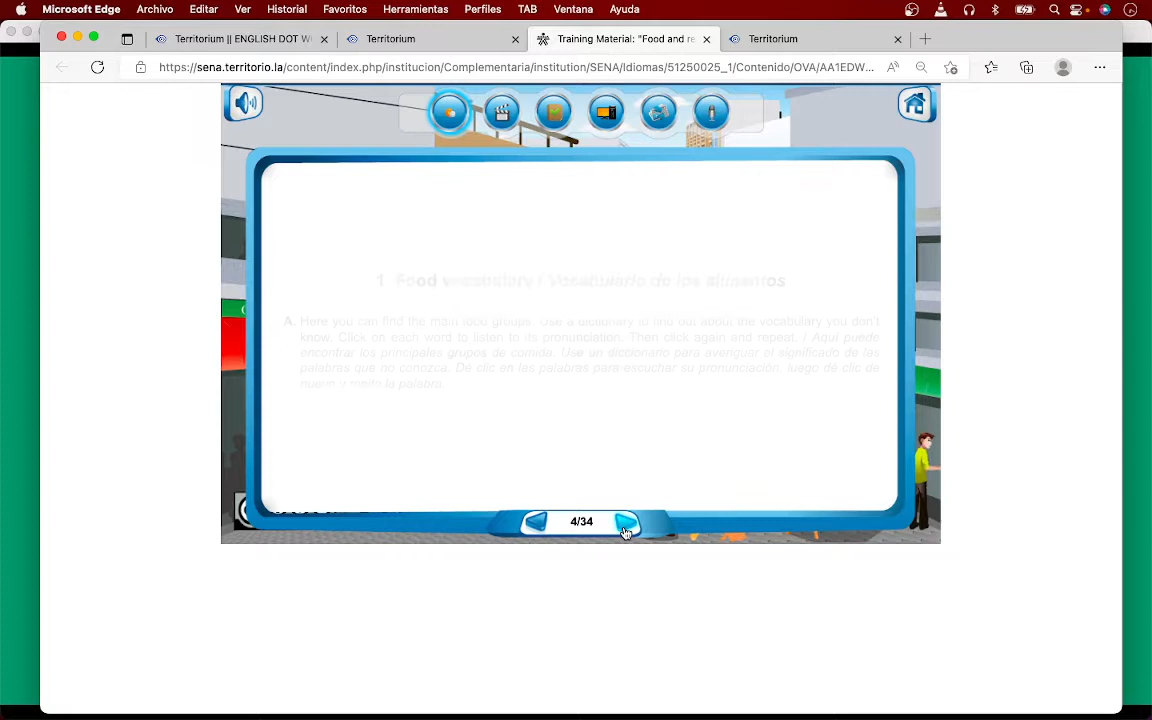 Microsoft Edge Archivo Editar Ver Historial Favoritos Herramientas Perfiles TAB Ventana Ayuda
Territorium || ENGLISH DOT W
Territorium
Training Material: "Food and re
Territorium
https://sena.territorio.la/content/index.php/institucion/Complementaria/institution/SENA/Idiomas/51250025_1/Contenido/OVA/AA1EDW...
1 Food vocabulary / Vocabulario de los alimentos
A. Here you can find the main food groups. Use a dictionary to find out about the vocabulary you don't
know. Click on each word to listen to its pronunciation. Then click again and repeat. / Aquí puede
encontrar los principales grupos de comida. Use un diccionario para averiguar el significado de las
palabras que no conozca. Dé clic en las palabras para escuchar su pronunciación, luego dé clic de
nuevo y repita la palabra.
4/34